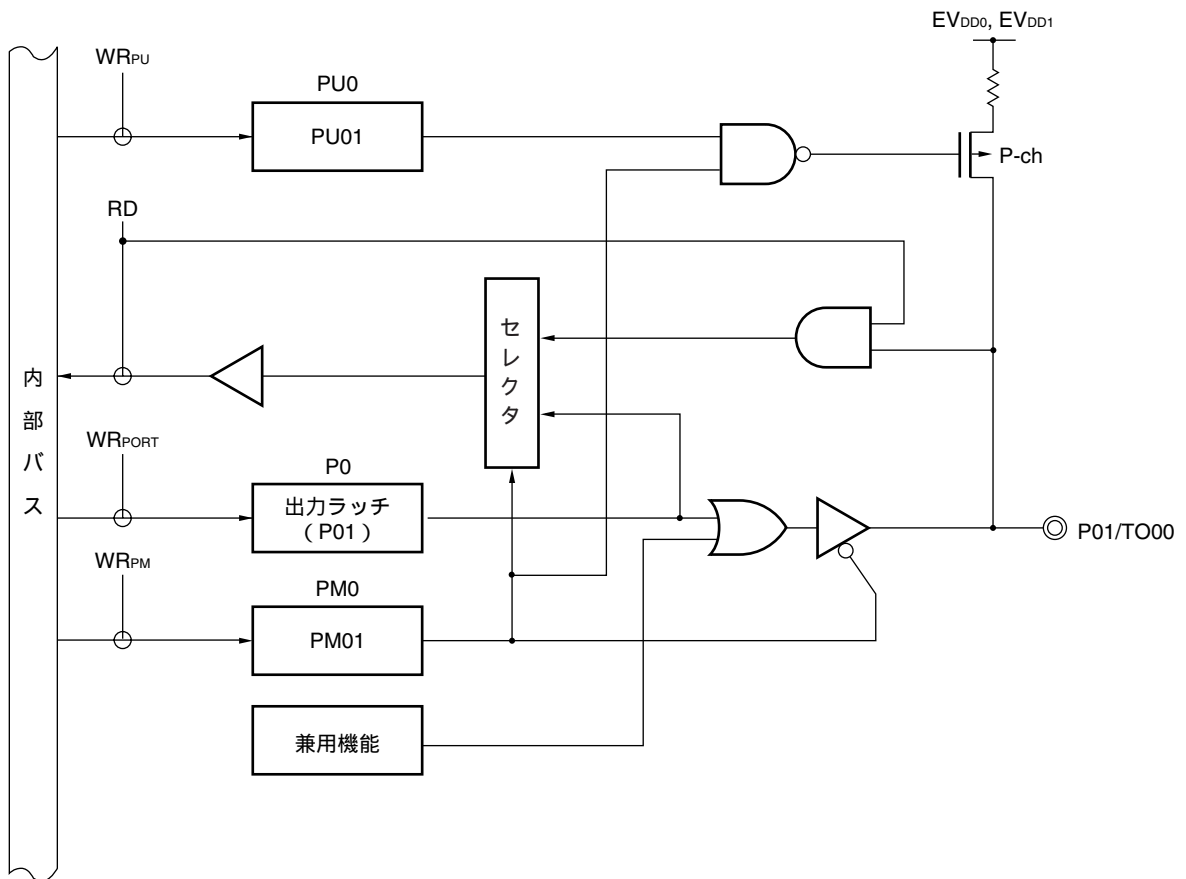 EVDD0, EVDD1
WRPU
PU0
PU01
P-ch
RD
セレクタ
内部バス
WRPORT
P0
出力ラッチ
（P01）
P01/TO00
WRPM
PM0
PM01
兼用機能